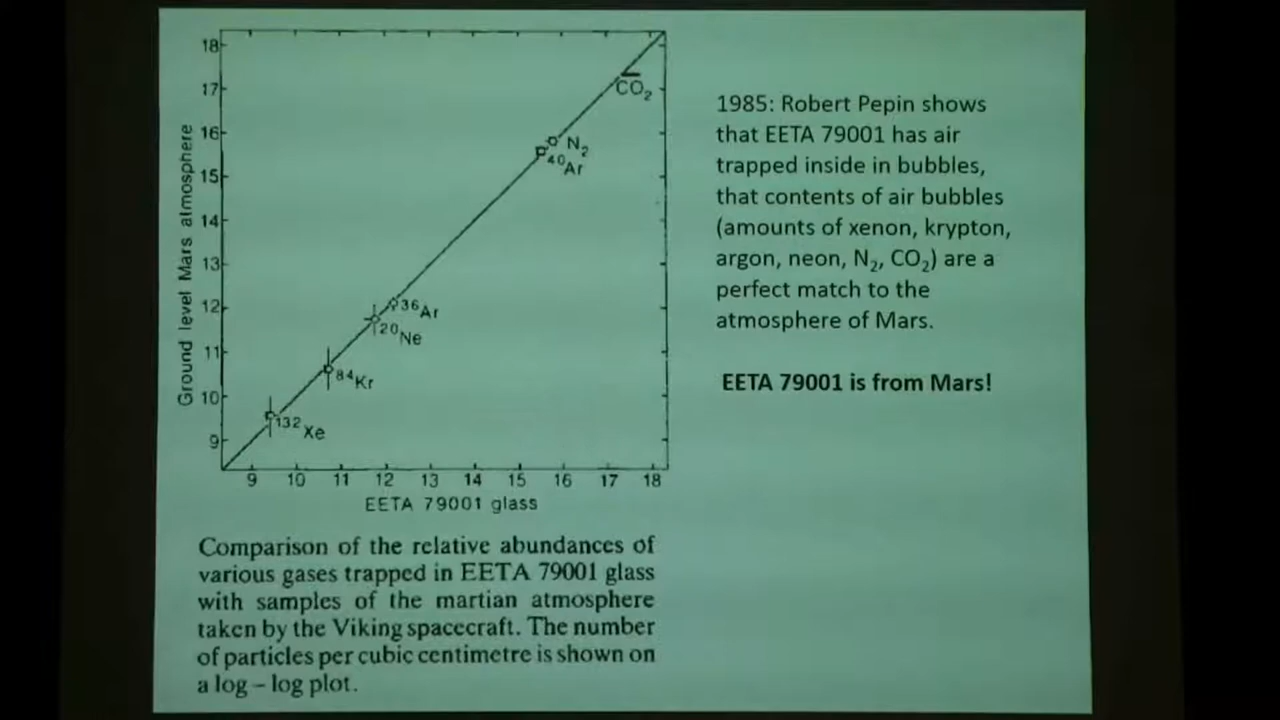 18
17
16
15
14
13
12
11
10
9
Ground level Mars atmosphere
CO₂
N₂
⁴⁰Ar
³⁶Ar
²⁰Ne
⁸⁴Kr
¹³²Xe
9 10 11 12 13 14 15 16 17 18
EETA 79001 glass
Comparison of the relative abundances of
various gases trapped in EETA 79001 glass
with samples of the martian atmosphere
taken by the Viking spacecraft. The number
of particles per cubic centimetre is shown on
a log – log plot.
1985: Robert Pepin shows
that EETA 79001 has air
trapped inside in bubbles,
that contents of air bubbles
(amounts of xenon, krypton,
argon, neon, N₂, CO₂) are a
perfect match to the
atmosphere of Mars.
EETA 79001 is from Mars!